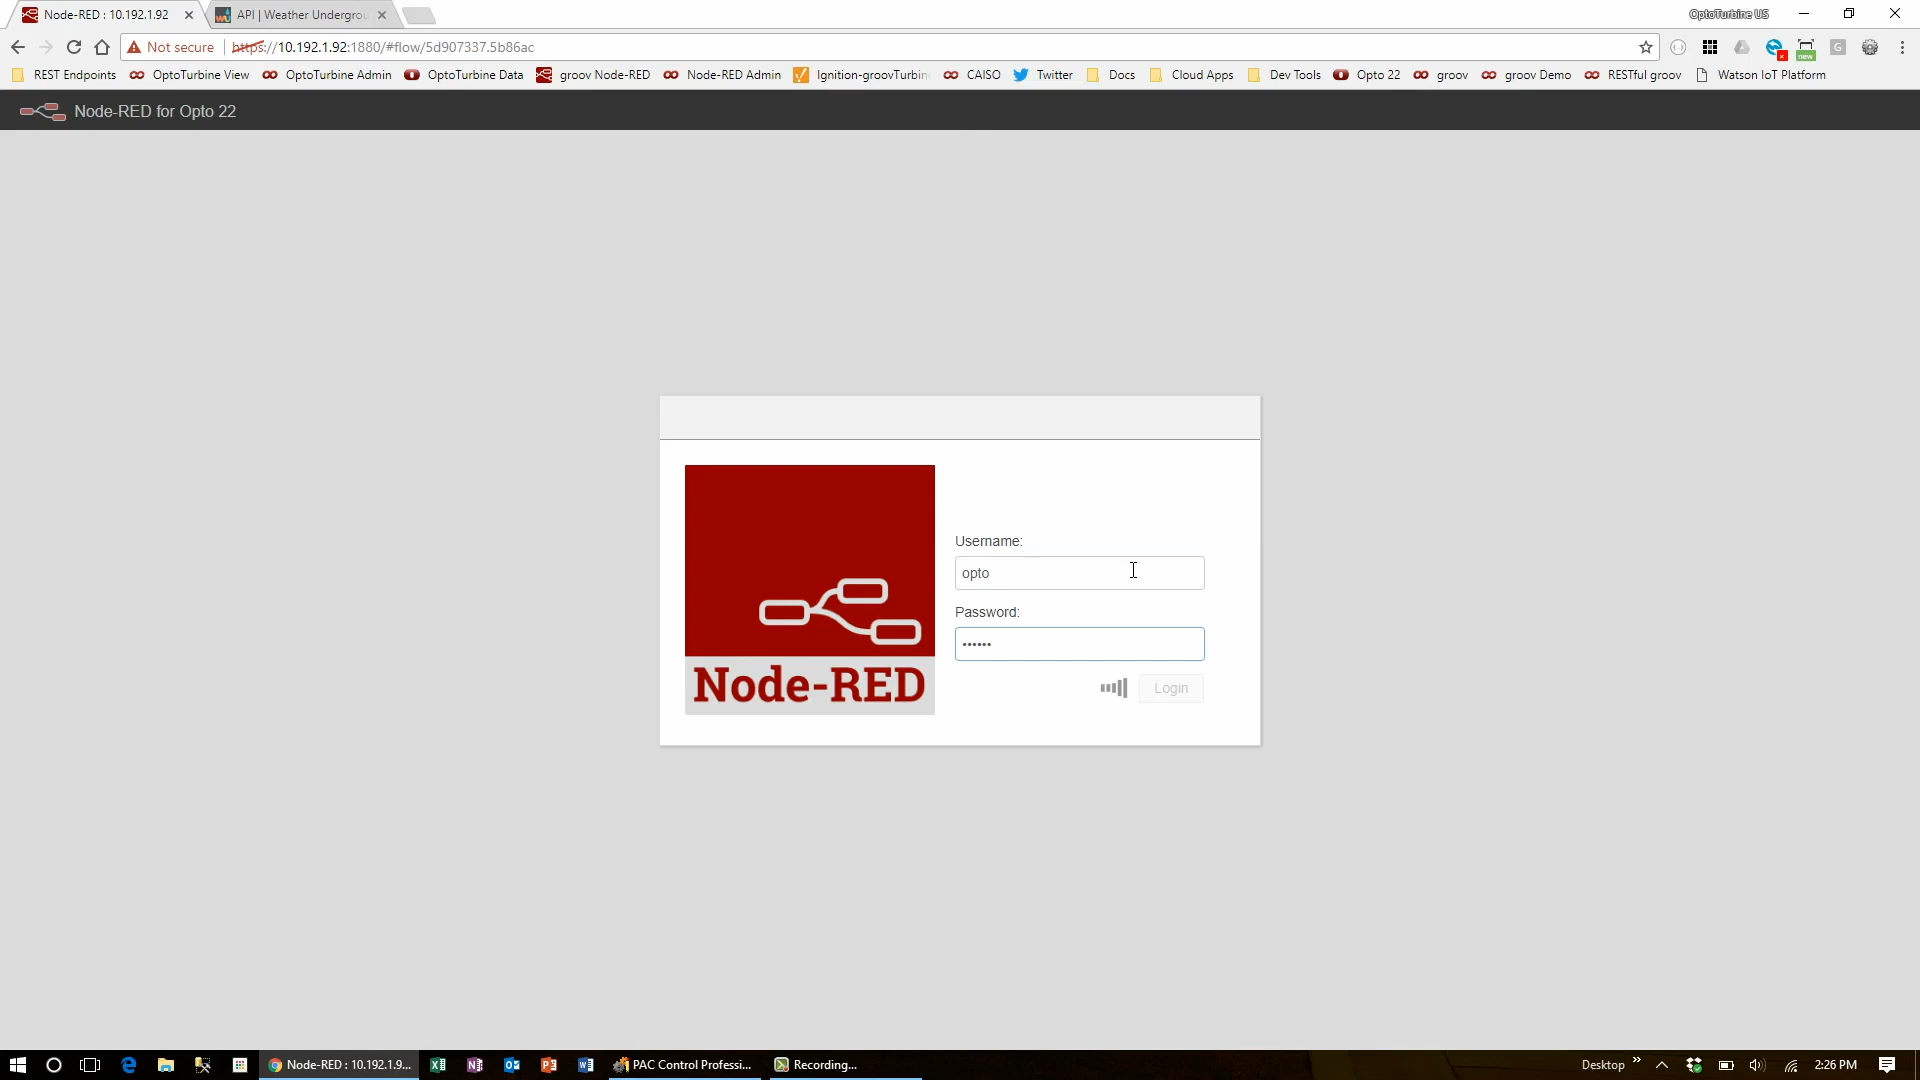 Node-RED : 10.192.1.92
API | Weather Undergrou
OptoTurbine US
Not secure
https://10.192.1.92:1880/#flow/5d907337.5b86ac
REST Endpoints
OptoTurbine View
OptoTurbine Admin
OptoTurbine Data
groov Node-RED
Node-RED Admin
Ignition-groovTurbin
CAISO
Twitter
Docs
Cloud Apps
Dev Tools
Opto 22
groov
groov Demo
RESTful groov
Watson IoT Platform
Node-RED for Opto 22
Username:
opto
Password:
••••••
Login
Node-RED
Node-RED : 10.192.1.9...
PAC Control Professi...
Recording...
Desktop
2:26 PM